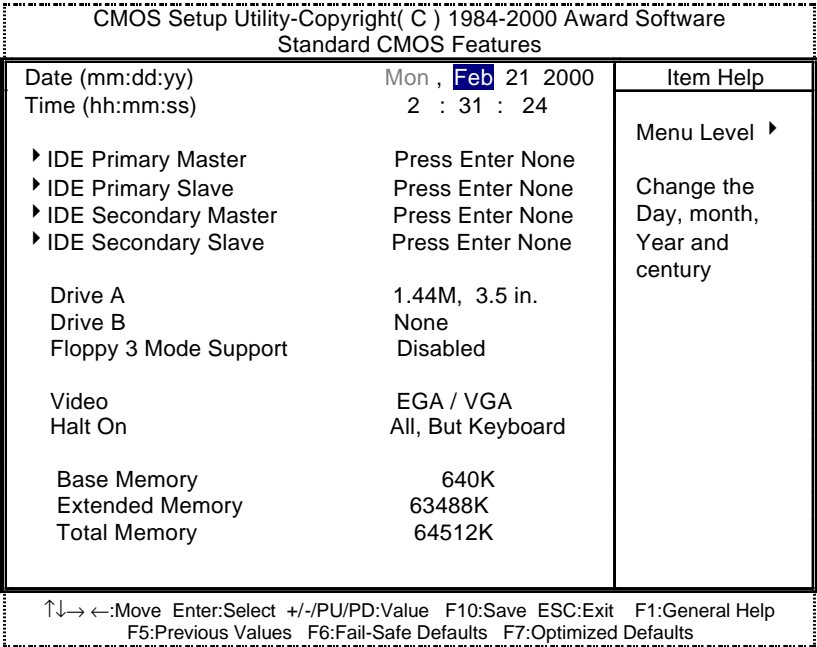 CMOS Setup Utility-Copyright( C ) 1984-2000 Award Software
Standard CMOS Features
Date (mm:dd:yy) Mon , Feb 21 2000
Time (hh:mm:ss) 2 : 31 : 24
IDE Primary Master Press Enter None
IDE Primary Slave Press Enter None
IDE Secondary Master Press Enter None
IDE Secondary Slave Press Enter None
Drive A 1.44M, 3.5 in.
Drive B None
Floppy 3 Mode Support Disabled
Video EGA / VGA
Halt On All, But Keyboard
Base Memory 640K
Extended Memory 63488K
Total Memory 64512K
Item Help
Menu Level
Change the
Day, month,
Year and
century
↑↓→ ←:Move Enter:Select +/-/PU/PD:Value F10:Save ESC:Exit F1:General Help
F5:Previous Values F6:Fail-Safe Defaults F7:Optimized Defaults